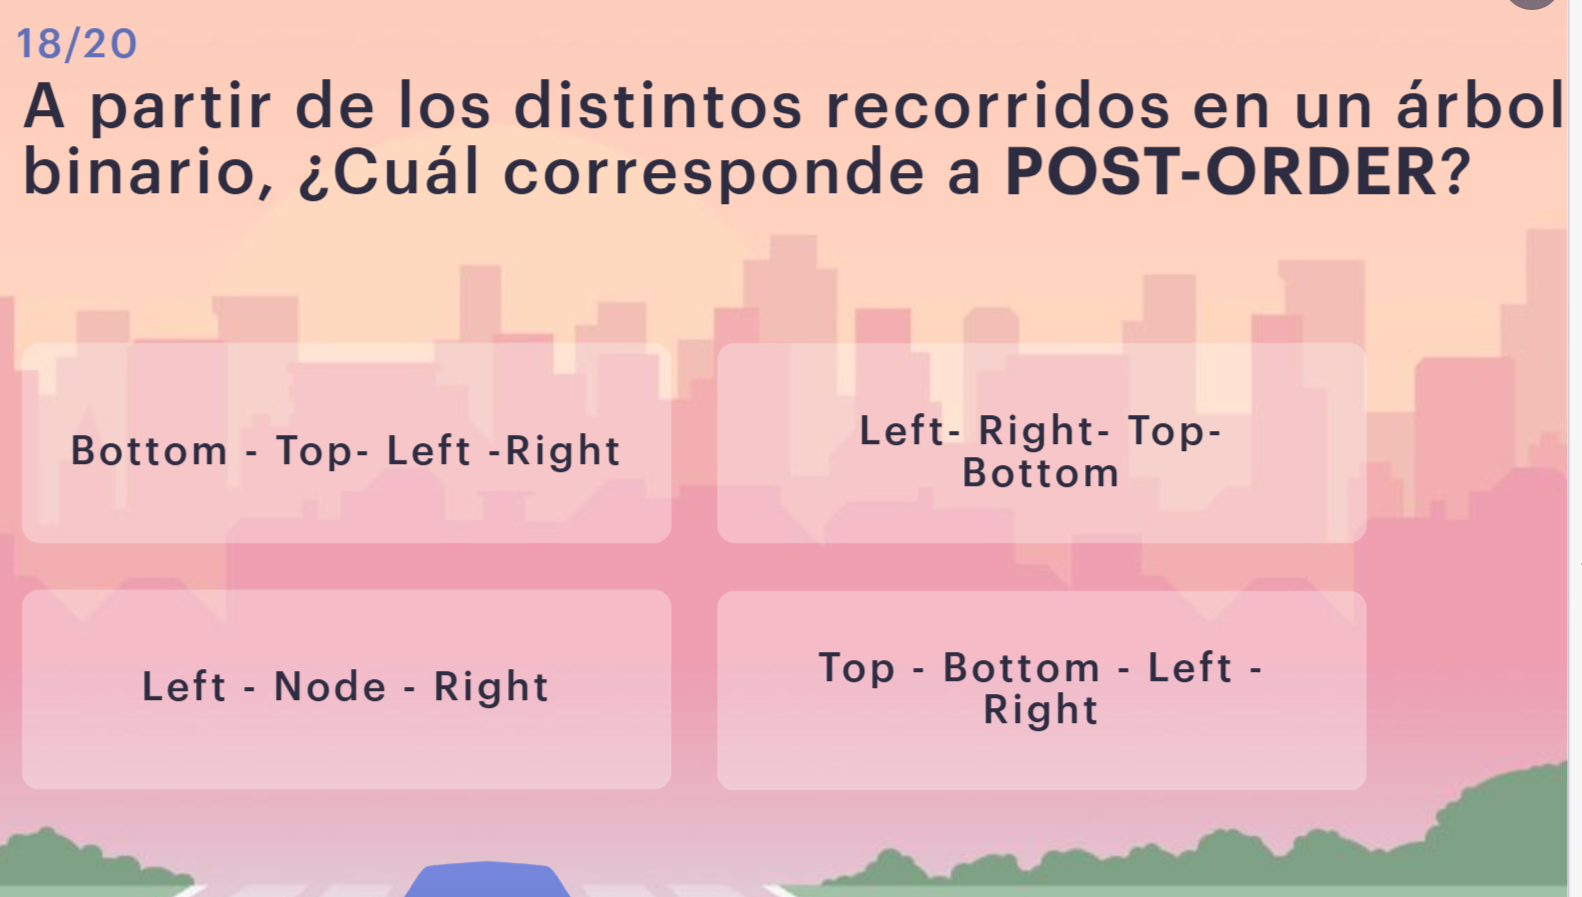 18/20
A partir de los distintos recorridos en un árbol
binario, ¿Cuál corresponde a POST-ORDER?
Bottom - Top- Left -Right
Left- Right- Top-
Bottom
Left - Node - Right
Top - Bottom - Left -
Right